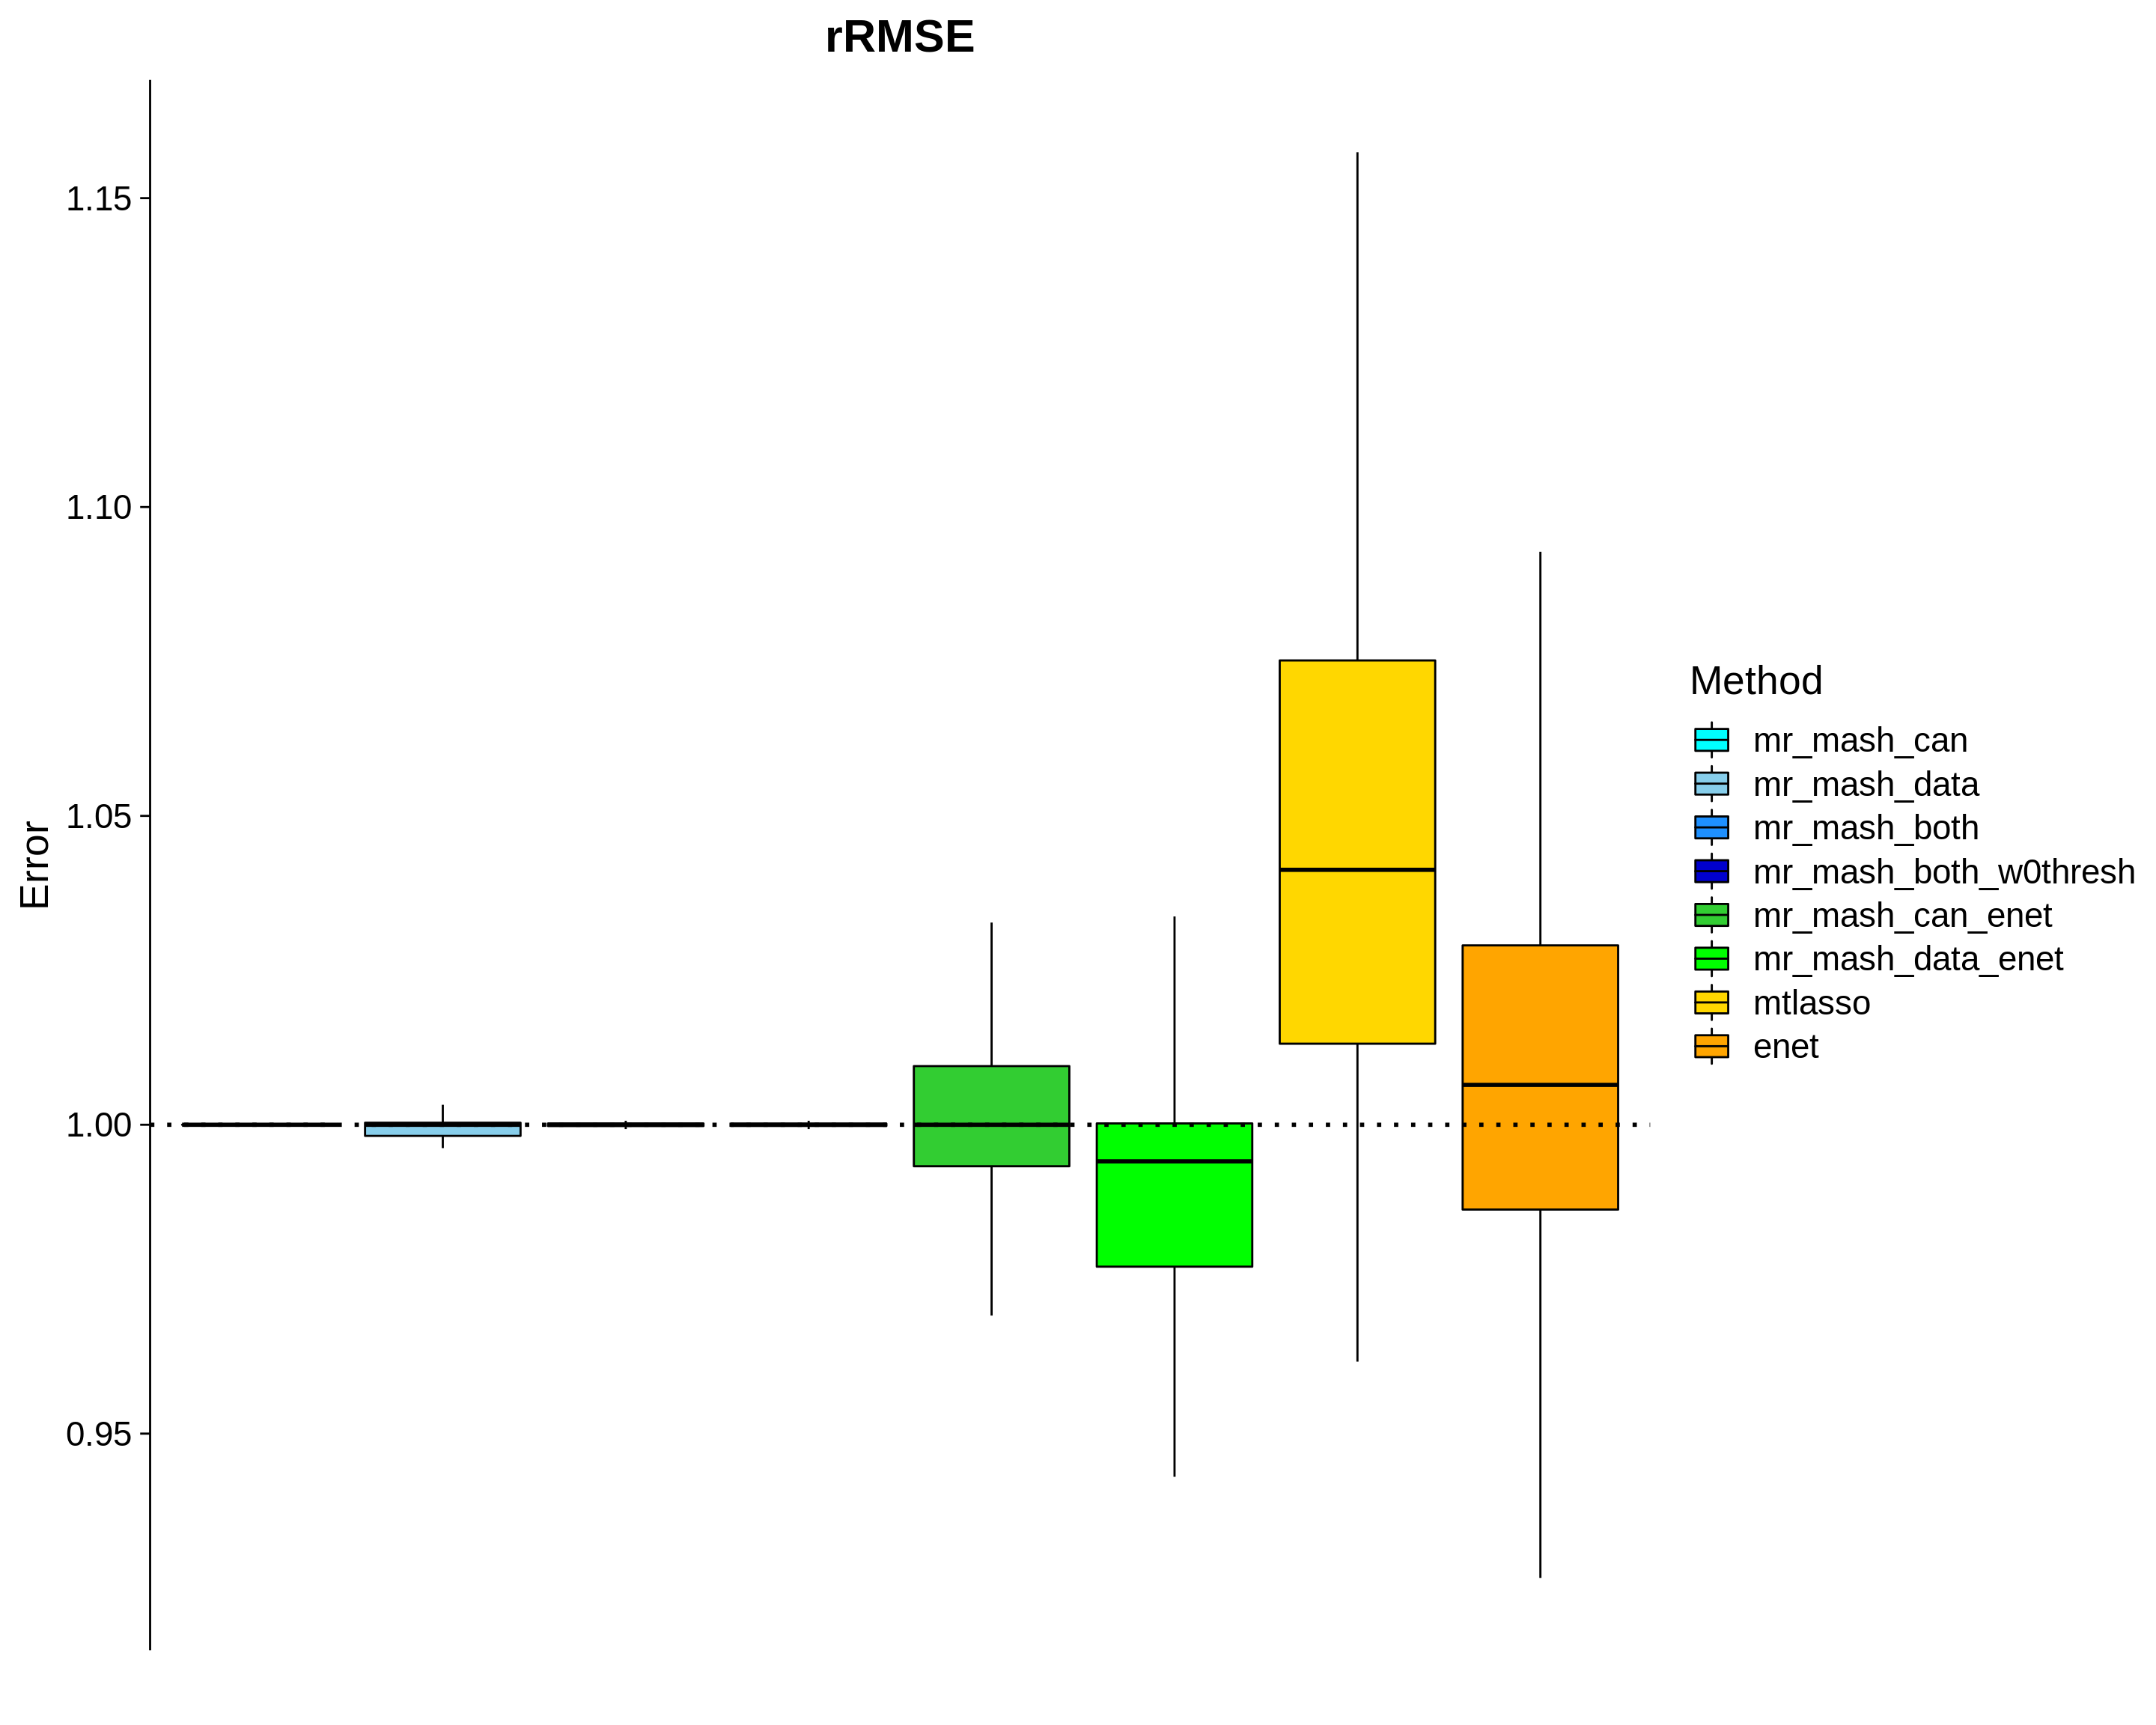 rRMSE
Error
1.15
1.10
1.05
1.00
0.95
Method
mr_mash_can
mr_mash_data
mr_mash_both
mr_mash_both_w0thresh
mr_mash_can_enet
mr_mash_data_enet
mtlasso
enet